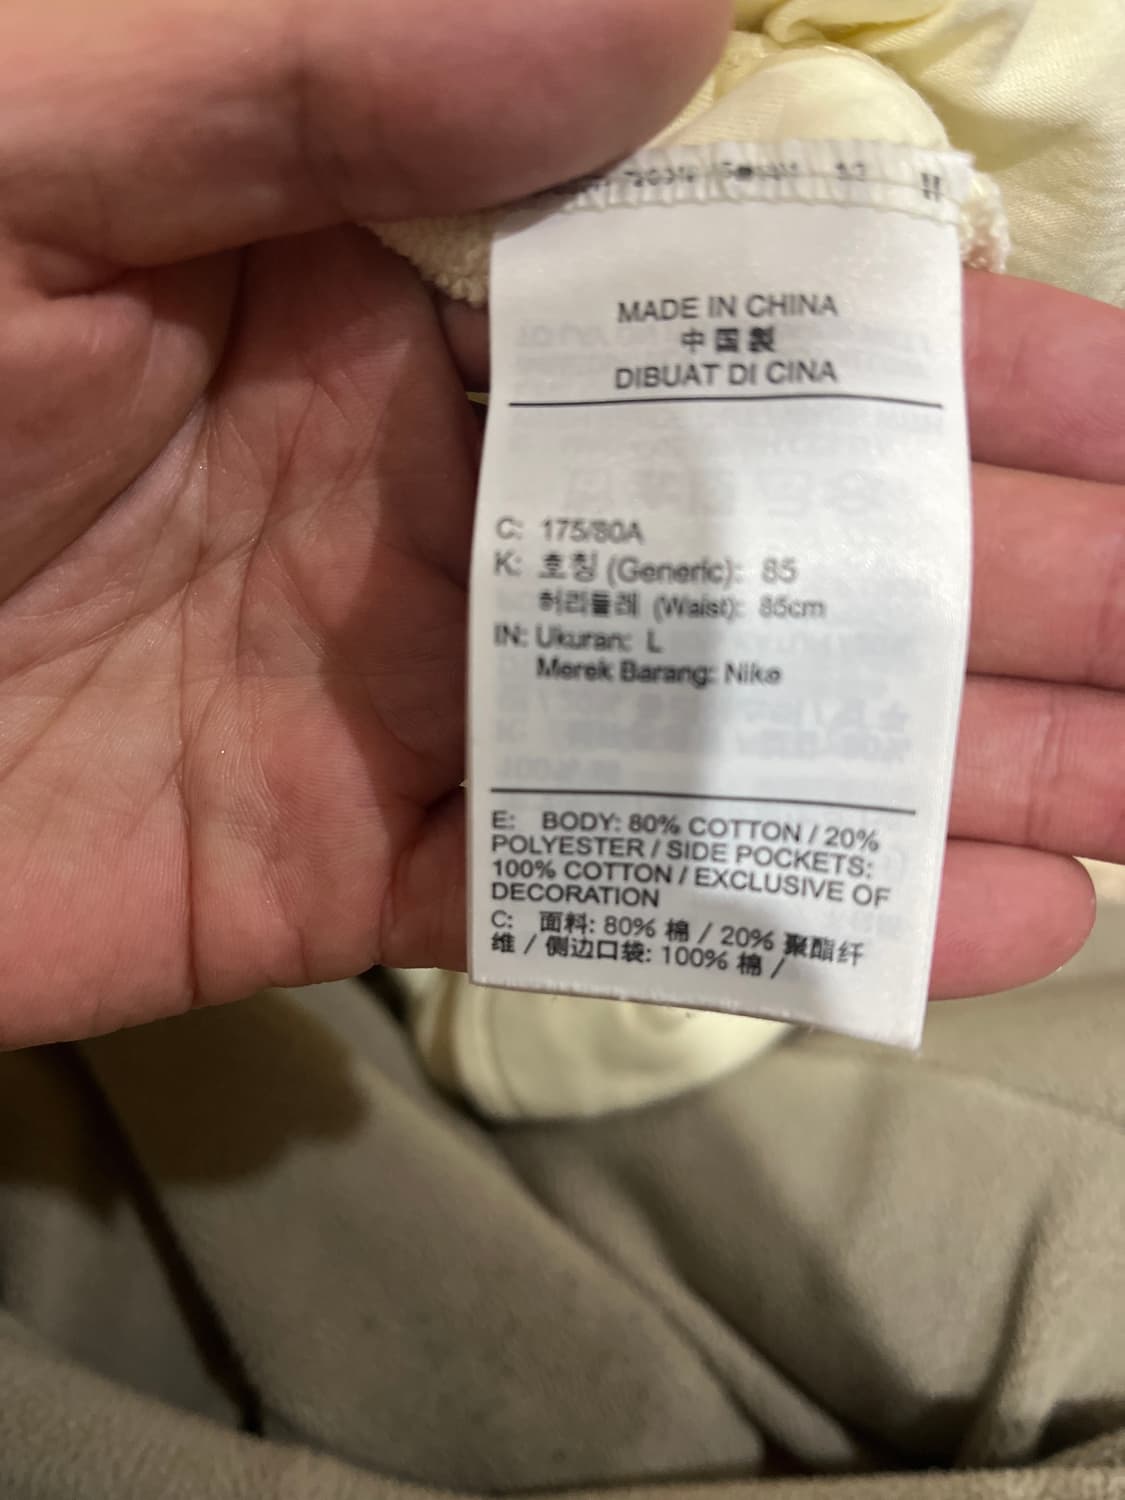 MADE IN CHINA
中国製
DIBUAT DI CINA
C: 175/80A
K: 호칭 (Generic): 85
허리둘레 (Waist): 85cm
IN: Ukuran: L
Merek Barang: Nike
E: BODY: 80% COTTON / 20%
POLYESTER / SIDE POCKETS:
100% COTTON / EXCLUSIVE OF
DECORATION
C: 面料: 80% 棉 / 20% 聚酯纤
维 / 侧边口袋: 100% 棉 /